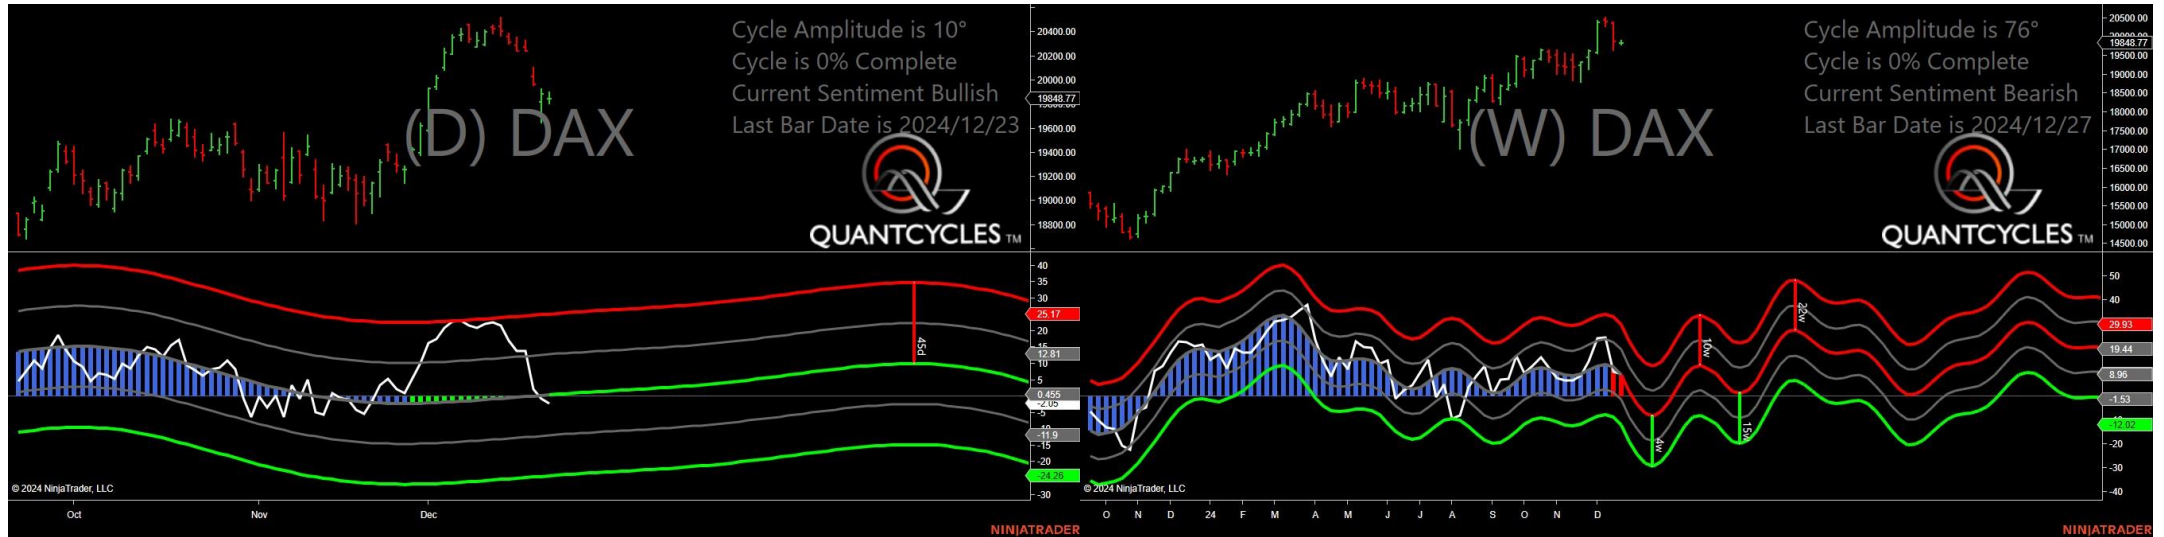 Cycle Amplitude is 10°
Cycle is 0% Complete
Current Sentiment Bullish
Last Bar Date is 2024/12/23
(D) DAX
QUANTCYCLES TM
20400.00
20200.00
20000.00
19848.77
19600.00
19400.00
19200.00
19000.00
18800.00
40
35
30
25.17
20
15
12.81
10
5
0.455
-2.05
-5
-11.9
-15
-20
-24.26
-30
45d
© 2024 NinjaTrader, LLC
Oct
Nov
Dec
NINJATRADER
Cycle Amplitude is 76°
Cycle is 0% Complete
Current Sentiment Bearish
Last Bar Date is 2024/12/27
(W) DAX
QUANTCYCLES TM
20500.00
19848.77
19500.00
19000.00
18500.00
18000.00
17500.00
17000.00
16500.00
16000.00
15500.00
15000.00
14500.00
50
40
29.93
19.44
8.96
-1.53
-12.02
-20
-30
-40
4w
10w
15w
22w
© 2024 NinjaTrader, LLC
O
N
D
24
F
M
A
M
J
J
A
S
O
N
D
NINJATRADER